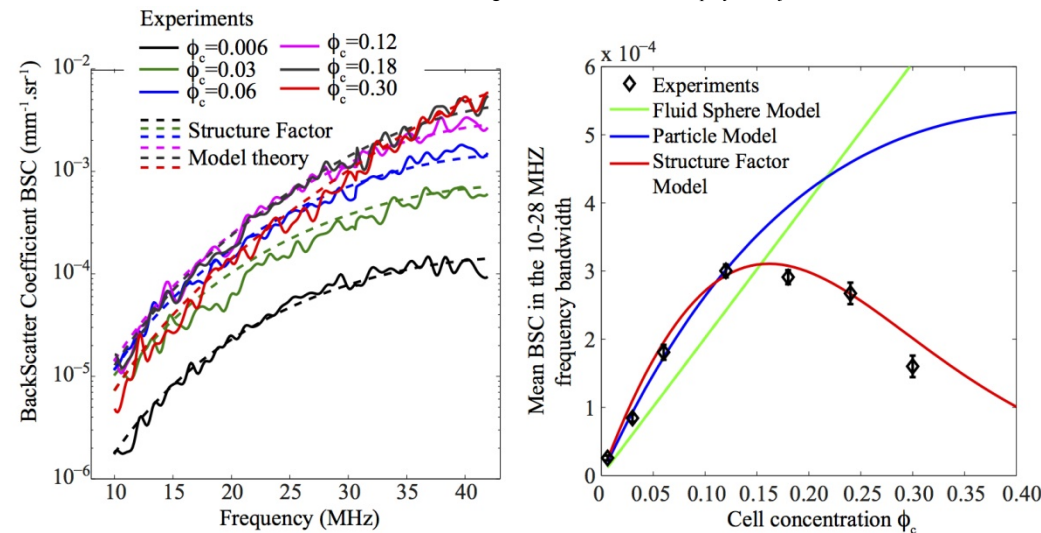 Experiments
ϕc=0.006
ϕc=0.12
ϕc=0.03
ϕc=0.18
ϕc=0.06
ϕc=0.30
Structure Factor
Model theory
BackScatter Coefficient BSC (mm⁻¹.sr⁻¹)
10⁻²
10⁻³
10⁻⁴
10⁻⁵
10⁻⁶
10 15 20 25 30 35 40
Frequency (MHz)
x 10⁻⁴
Experiments
Fluid Sphere Model
Particle Model
Structure Factor
Model
Mean BSC in the 10-28 MHZ
frequency bandwidth
6
5
4
3
2
1
0
0 0.05 0.10 0.15 0.20 0.25 0.30 0.35 0.40
Cell concentration ϕc